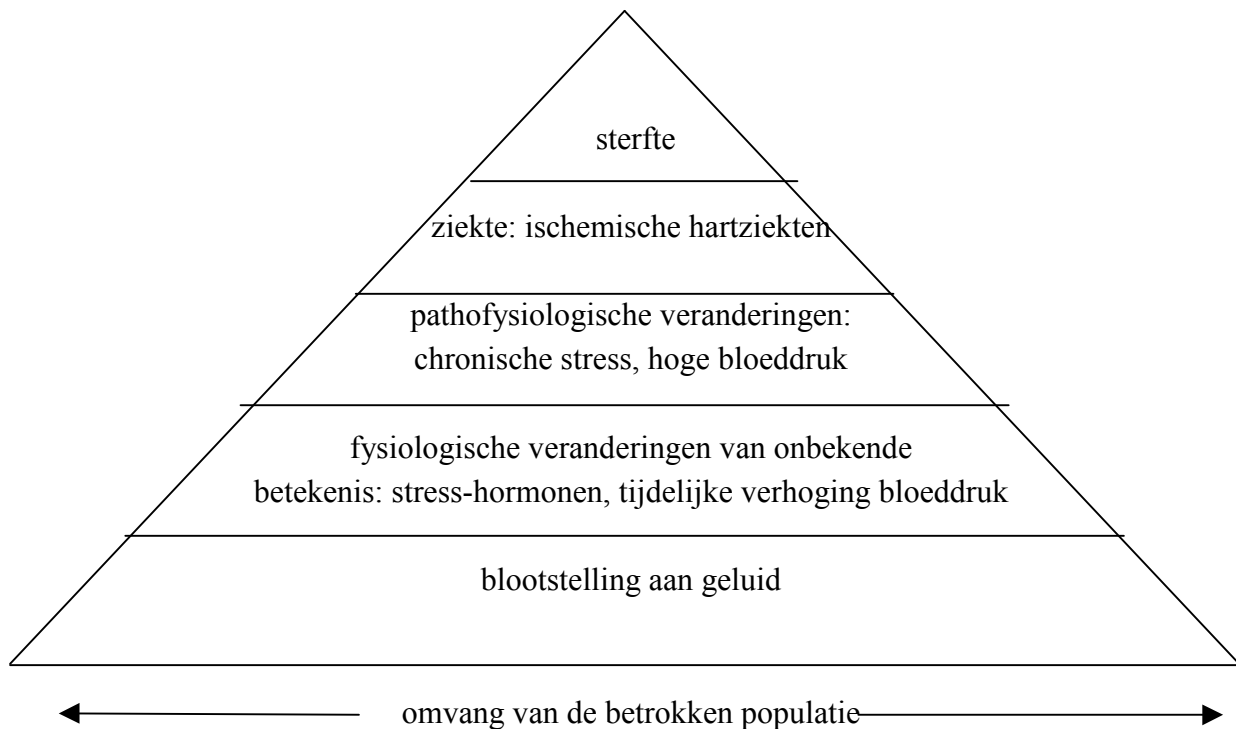 sterfte
ziekte: ischemische hartziekten
pathofysiologische veranderingen:
chronische stress, hoge bloeddruk
fysiologische veranderingen van onbekende
betekenis: stress-hormonen, tijdelijke verhoging bloeddruk
blootstelling aan geluid
omvang van de betrokken populatie